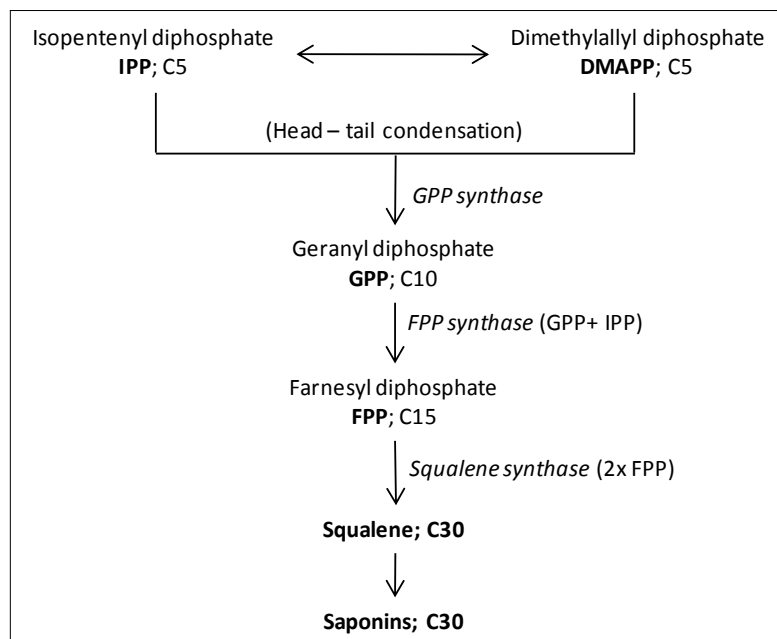 Isopentenyl diphosphate
IPP; C5
Dimethylallyl diphosphate
DMAPP; C5
(Head – tail condensation)
GPP synthase
Geranyl diphosphate
GPP; C10
FPP synthase (GPP+ IPP)
Farnesyl diphosphate
FPP; C15
Squalene synthase (2x FPP)
Squalene; C30
Saponins; C30